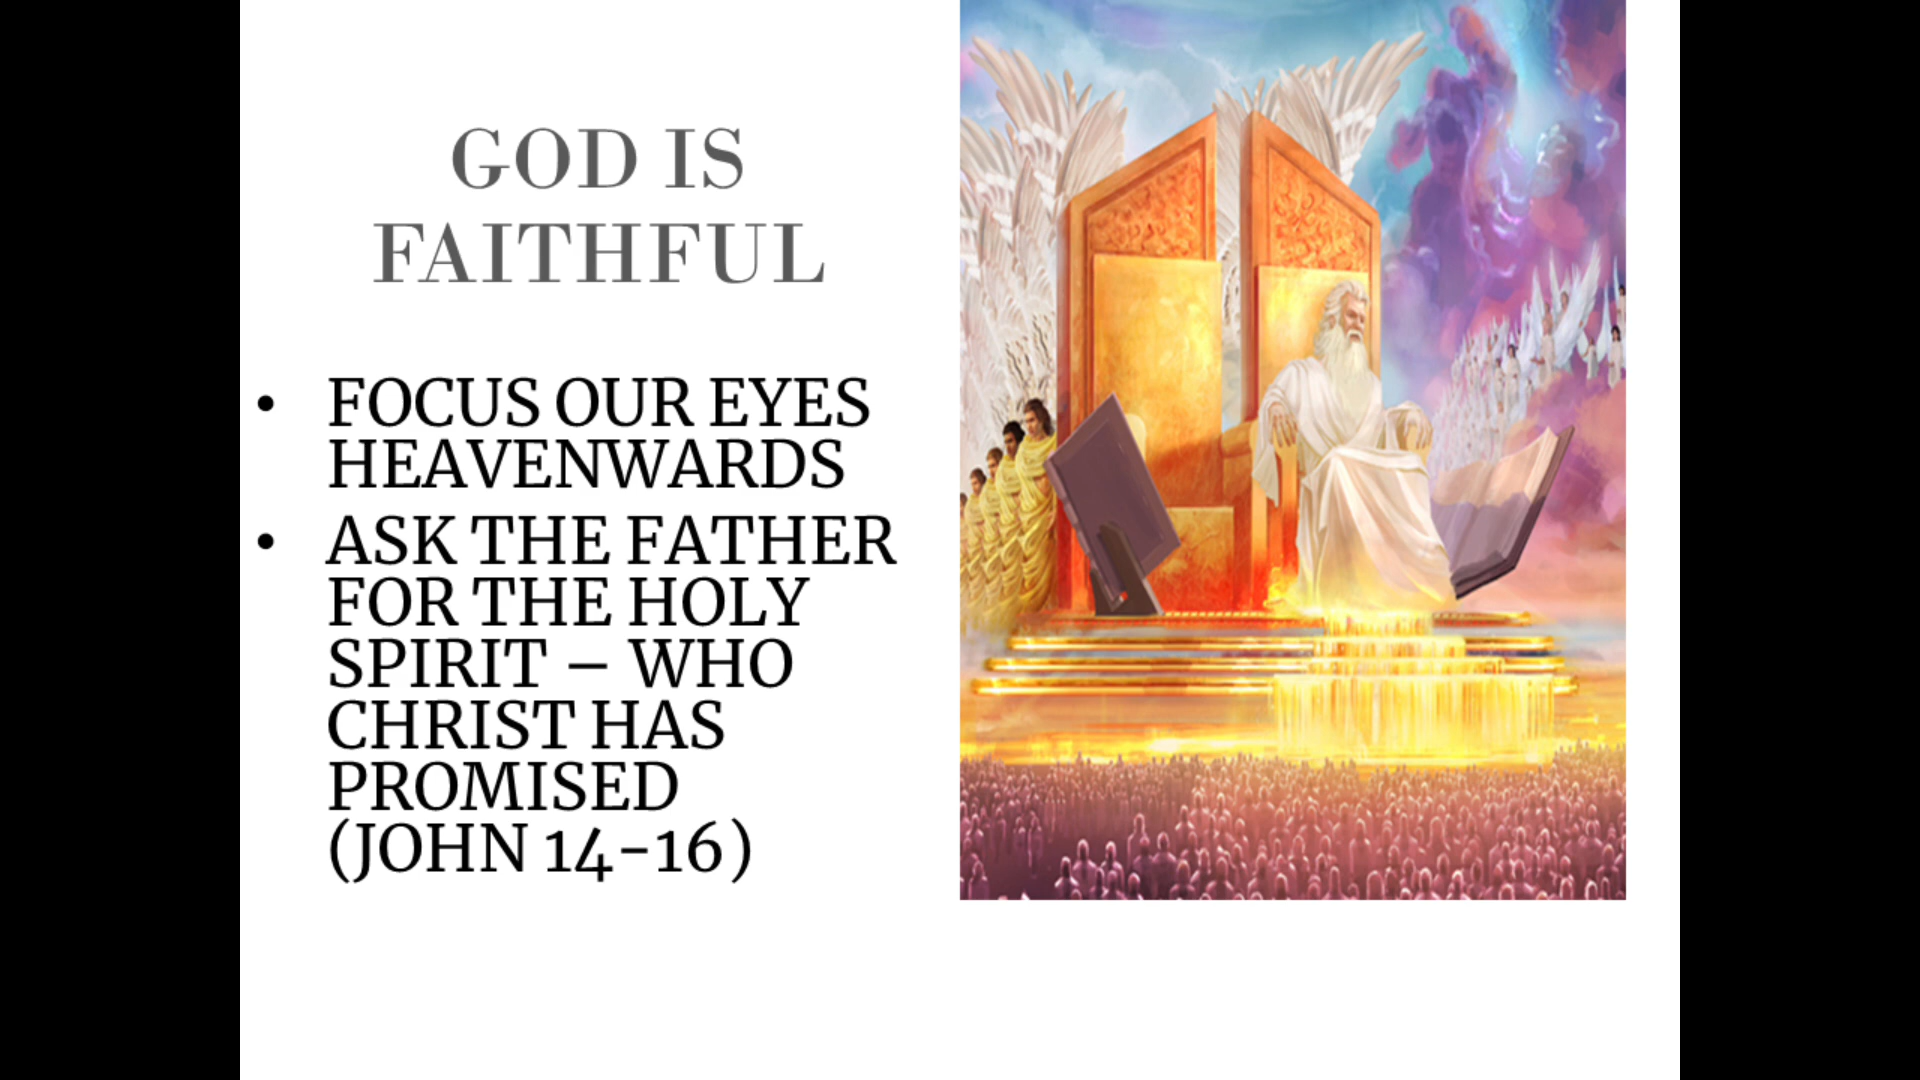 GOD IS
FAITHFUL
• FOCUS OUR EYES
HEAVENWARDS
• ASK THE FATHER
FOR THE HOLY
SPIRIT – WHO
CHRIST HAS
PROMISED
(JOHN 14-16)